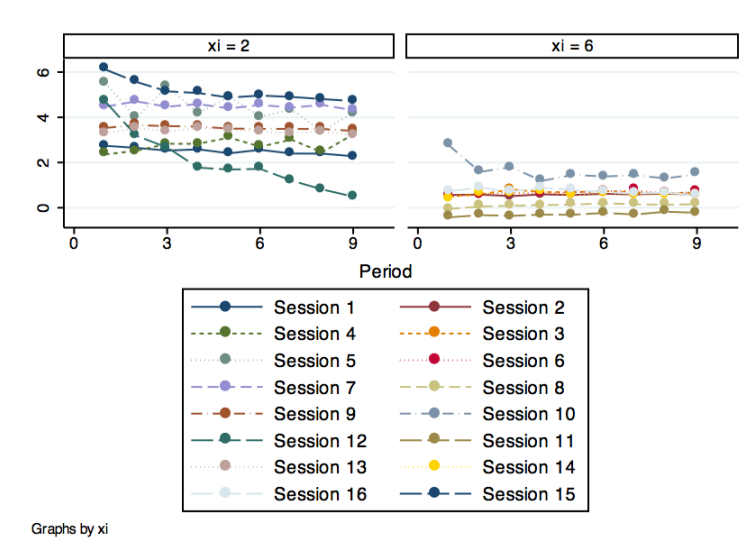 xi = 2 xi = 6
6
4
2
0
0 3 6 9 0 3 6 9
Period
Session 1 Session 2
Session 4 Session 3
Session 5 Session 6
Session 7 Session 8
Session 9 Session 10
Session 12 Session 11
Session 13 Session 14
Session 16 Session 15
Graphs by xi